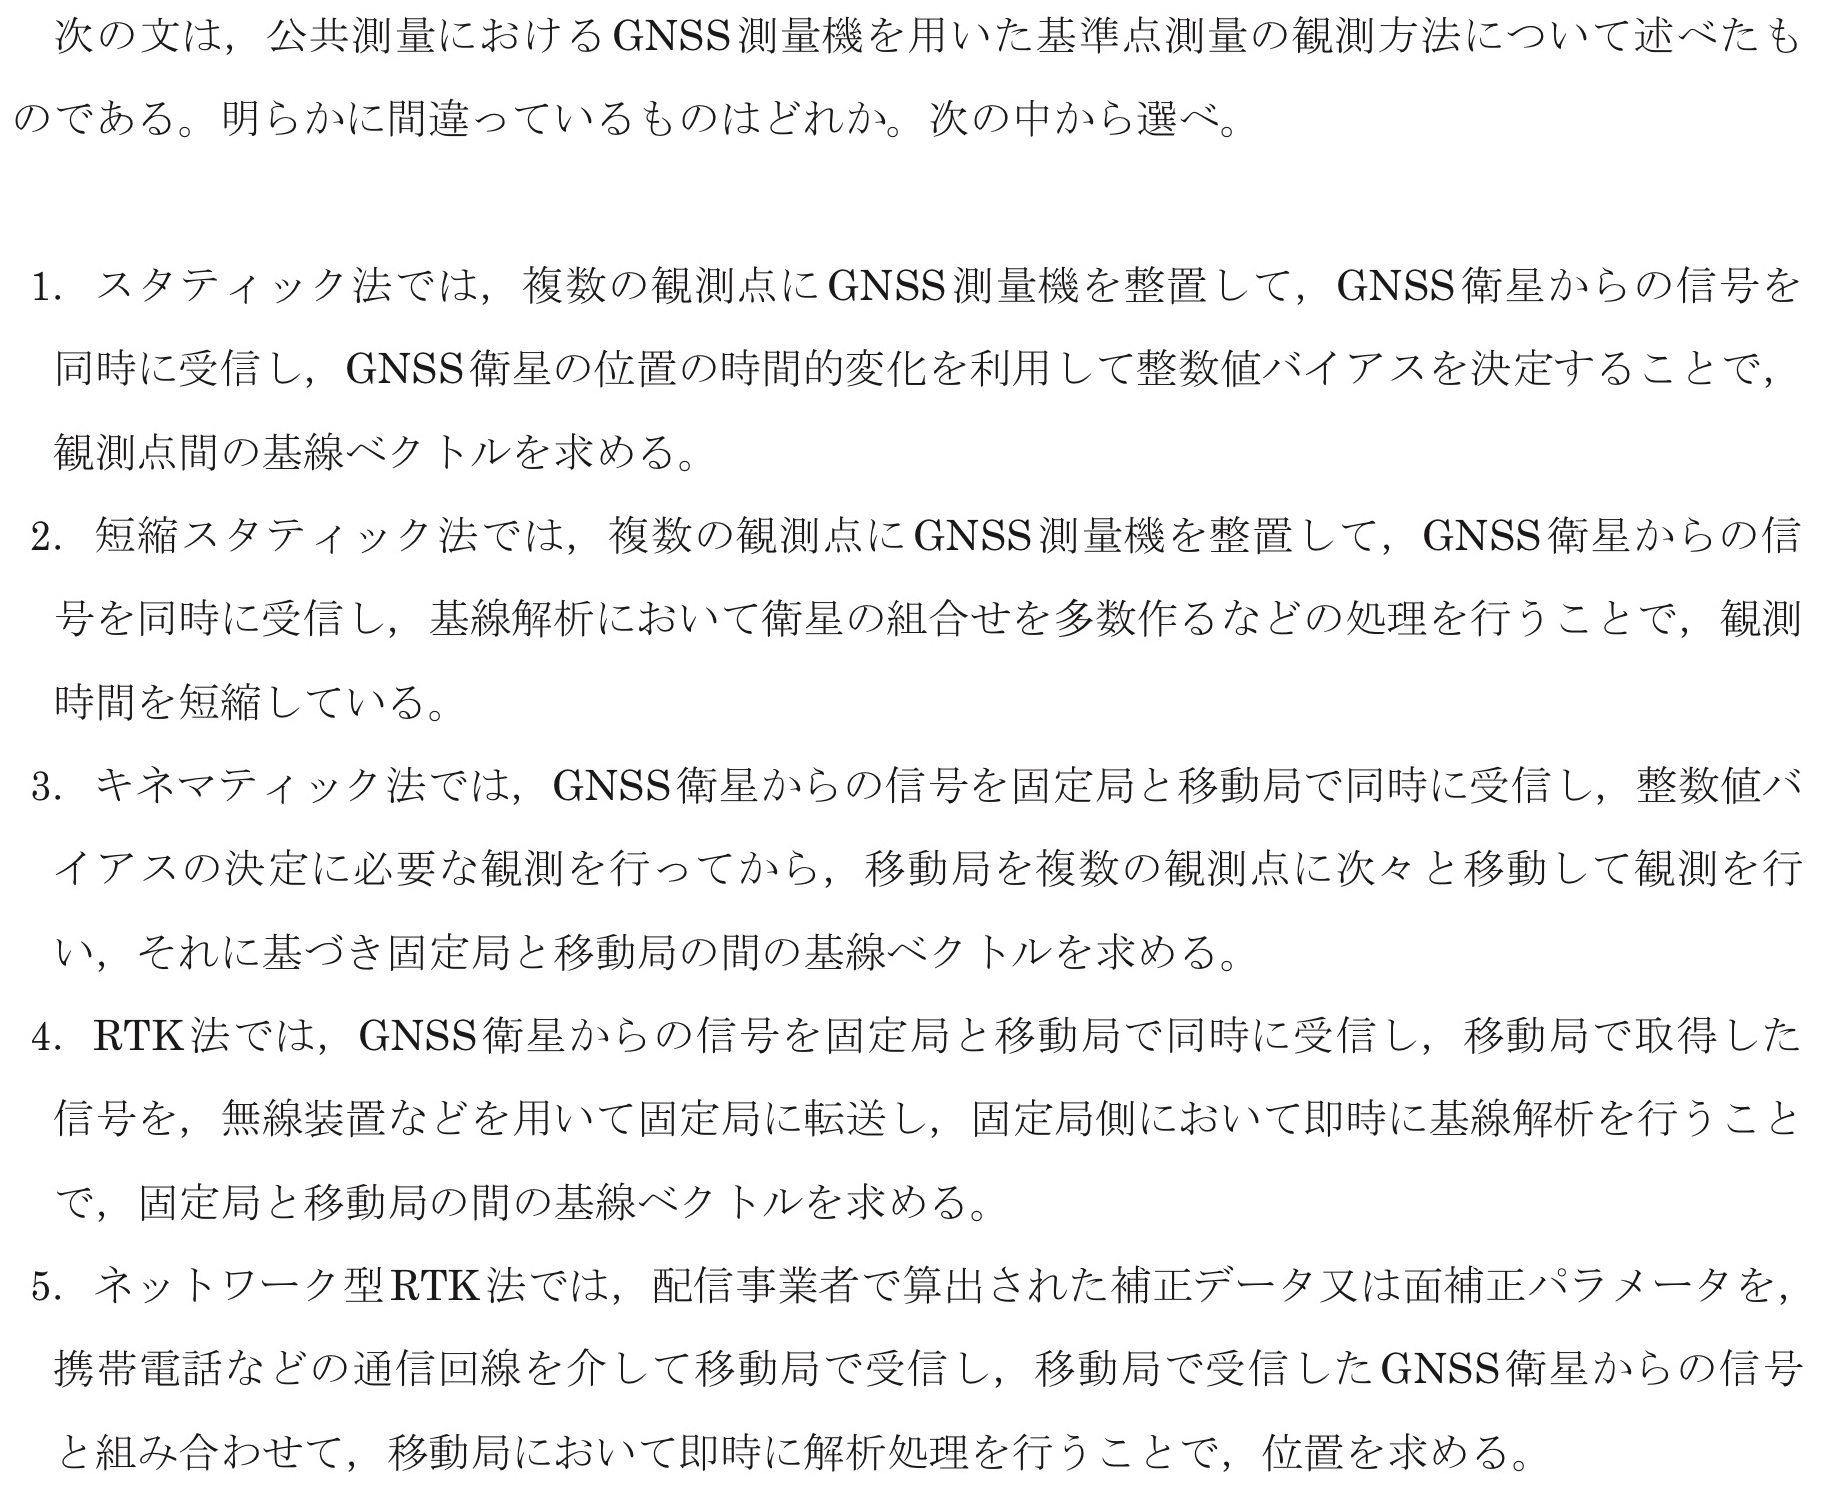 次の文は，公共測量におけるGNSS測量機を用いた基準点測量の観測方法について述べたも
のである。明らかに間違っているものはどれか。次の中から選べ。
1. スタティック法では，複数の観測点にGNSS測量機を整置して，GNSS衛星からの信号を
同時に受信し，GNSS衛星の位置の時間的変化を利用して整数値バイアスを決定することで，
観測点間の基線ベクトルを求める。
2. 短縮スタティック法では，複数の観測点にGNSS測量機を整置して，GNSS衛星からの信
号を同時に受信し，基線解析において衛星の組合せを多数作るなどの処理を行うことで，観測
時間を短縮している。
3. キネマティック法では，GNSS衛星からの信号を固定局と移動局で同時に受信し，整数値バ
イアスの決定に必要な観測を行ってから，移動局を複数の観測点に次々と移動して観測を行
い，それに基づき固定局と移動局の間の基線ベクトルを求める。
4. RTK法では，GNSS衛星からの信号を固定局と移動局で同時に受信し，移動局で取得した
信号を，無線装置などを用いて固定局に転送し，固定局側において即時に基線解析を行うこと
で，固定局と移動局の間の基線ベクトルを求める。
5. ネットワーク型RTK法では，配信事業者で算出された補正データ又は面補正パラメータを，
携帯電話などの通信回線を介して移動局で受信し，移動局で受信したGNSS衛星からの信号
と組み合わせて，移動局において即時に解析処理を行うことで，位置を求める。